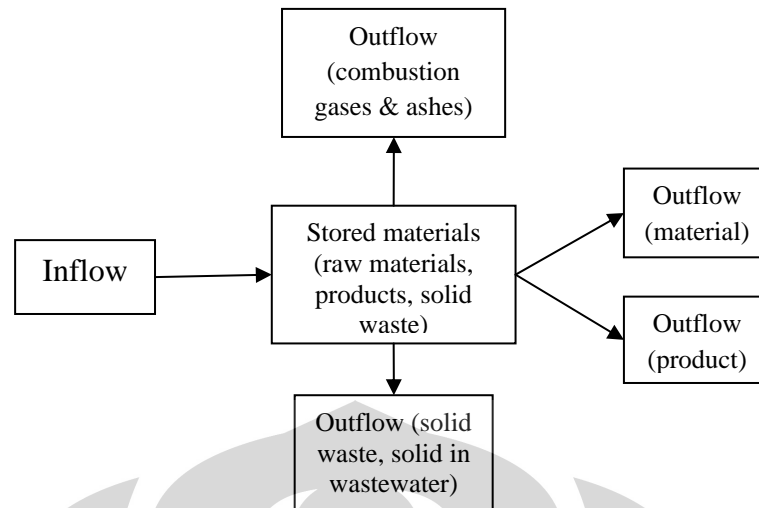 Outflow
(combustion
gases & ashes)
Inflow
Stored materials
(raw materials,
products, solid
waste)
Outflow
(material)
Outflow
(product)
Outflow (solid
waste, solid in
wastewater)